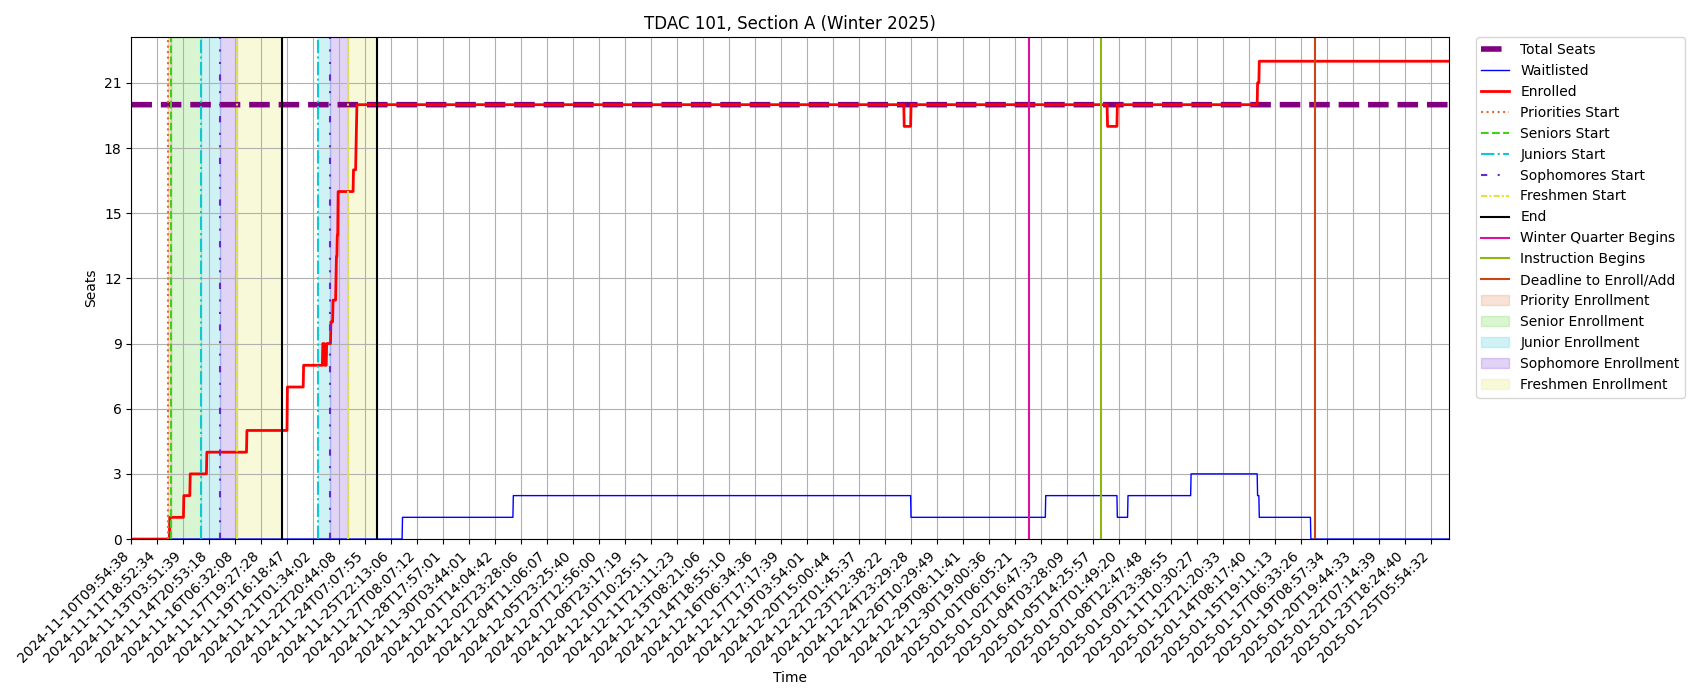 TDAC 101, Section A (Winter 2025)
Seats
21
18
15
12
9
6
3
0
2024-11-10T09:54:38
2024-11-11T18:52:34
2024-11-13T03:51:39
2024-11-14T20:53:18
2024-11-16T06:32:08
2024-11-17T19:27:28
2024-11-19T16:18:47
2024-11-21T01:34:02
2024-11-22T20:44:08
2024-11-24T07:07:55
2024-11-25T22:13:06
2024-11-27T08:07:12
2024-11-28T17:57:01
2024-11-30T03:44:01
2024-12-01T14:04:42
2024-12-02T23:28:06
2024-12-04T11:06:07
2024-12-05T23:25:40
2024-12-07T12:56:00
2024-12-08T23:17:19
2024-12-10T10:25:51
2024-12-11T21:11:23
2024-12-13T08:21:06
2024-12-14T18:55:10
2024-12-16T06:34:36
2024-12-17T17:17:39
2024-12-19T03:54:01
2024-12-20T15:00:44
2024-12-22T01:45:37
2024-12-23T12:38:22
2024-12-24T23:29:28
2024-12-26T10:29:49
2024-12-29T08:11:41
2024-12-30T19:00:36
2025-01-01T06:05:21
2025-01-02T16:47:33
2025-01-04T03:28:09
2025-01-05T14:25:57
2025-01-07T01:49:20
2025-01-08T12:47:48
2025-01-09T23:38:55
2025-01-11T10:30:27
2025-01-12T21:20:33
2025-01-14T08:17:40
2025-01-15T19:11:13
2025-01-17T06:33:26
2025-01-19T08:57:34
2025-01-20T19:44:33
2025-01-22T07:14:39
2025-01-23T18:24:40
2025-01-25T05:54:32
Time
Total Seats
Waitlisted
Enrolled
Priorities Start
Seniors Start
Juniors Start
Sophomores Start
Freshmen Start
End
Winter Quarter Begins
Instruction Begins
Deadline to Enroll/Add
Priority Enrollment
Senior Enrollment
Junior Enrollment
Sophomore Enrollment
Freshmen Enrollment